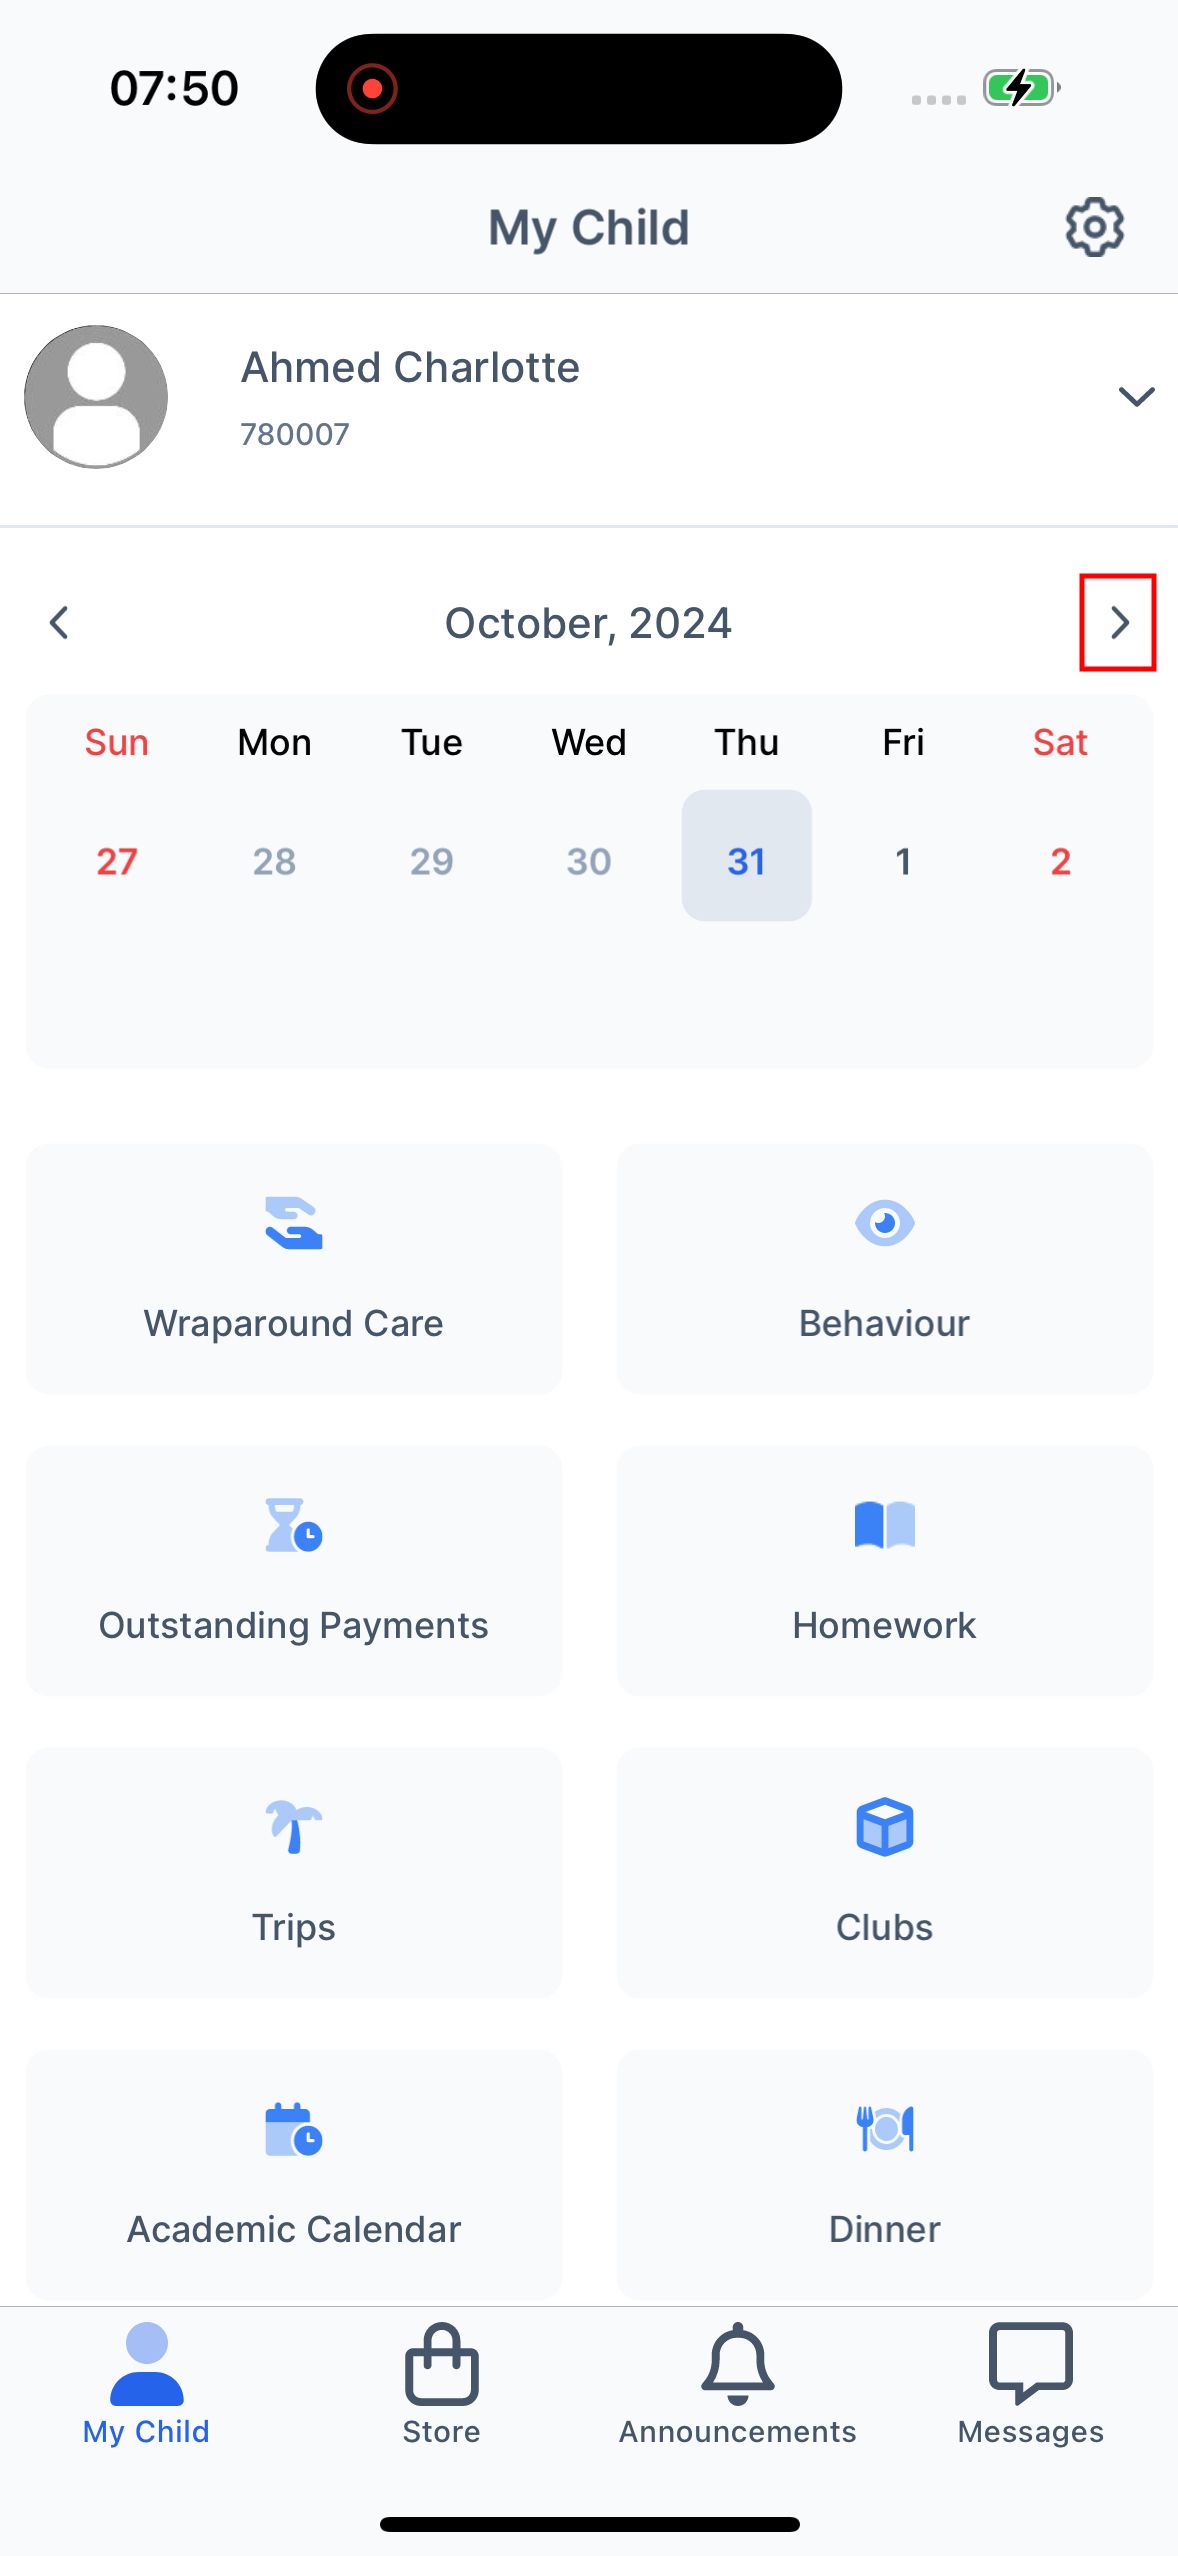 07:50
My Child
Ahmed Charlotte
780007
October, 2024
Sun Mon Tue Wed Thu Fri Sat
27 28 29 30 31 1 2
Wraparound Care
Behaviour
Outstanding Payments
Homework
Trips
Clubs
Academic Calendar
Dinner
My Child
Store
Announcements
Messages